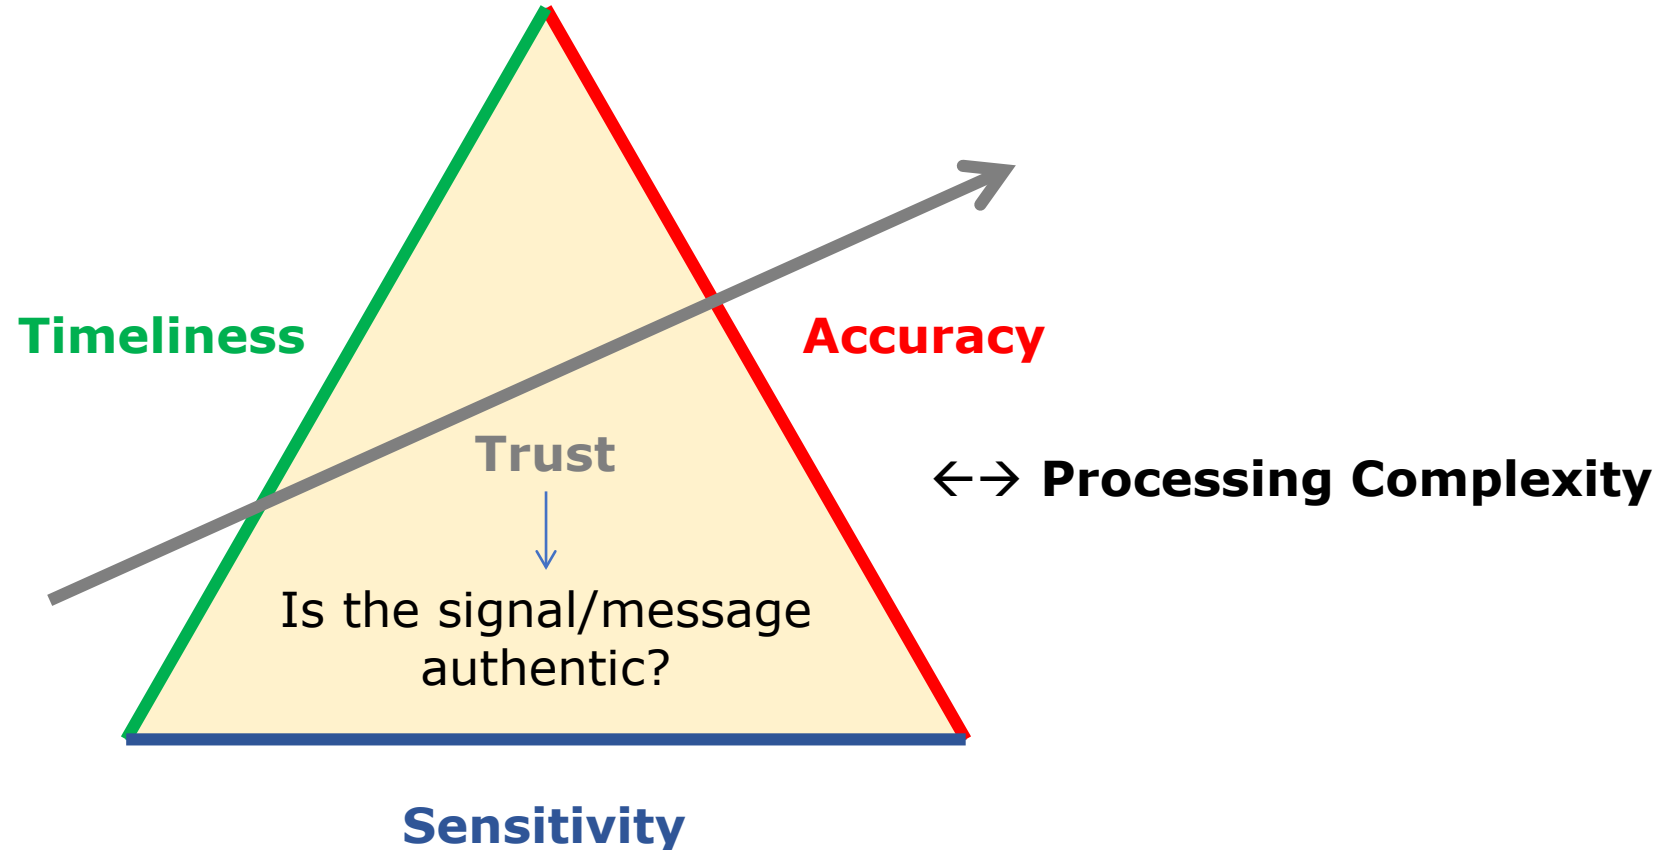 Timeliness
Accuracy
Trust
←→ Processing Complexity
Is the signal/message
authentic?
Sensitivity